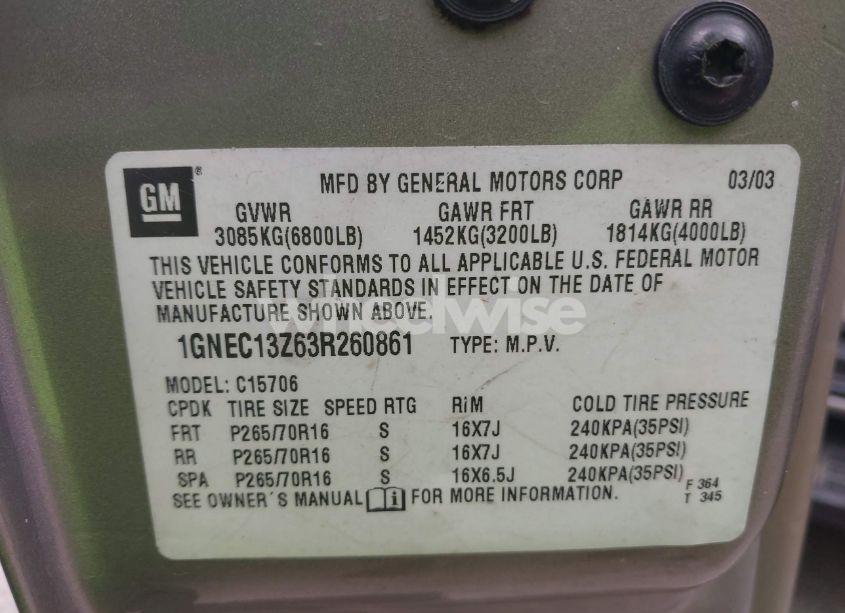 GM ® MFD BY GENERAL MOTORS CORP 03/03
GVWR GAWR FRT GAWR RR
3085KG(6800LB) 1452KG(3200LB) 1814KG(4000LB)
THIS VEHICLE CONFORMS TO ALL APPLICABLE U.S. FEDERAL MOTOR
VEHICLE SAFETY STANDARDS IN EFFECT ON THE DATE OF
MANUFACTURE SHOWN ABOVE.
wheelwise
1GNEC13Z63R260861 TYPE: M.P.V.
MODEL: C15706
CPDK TIRE SIZE SPEED RTG RIM COLD TIRE PRESSURE
FRT P265/70R16 S 16X7J 240KPA(35PSI)
RR P265/70R16 S 16X7J 240KPA(35PSI)
SPA P265/70R16 S 16X6.5J 240KPA(35PSI)
F 364
SEE OWNER'S MANUAL i FOR MORE INFORMATION. T 345